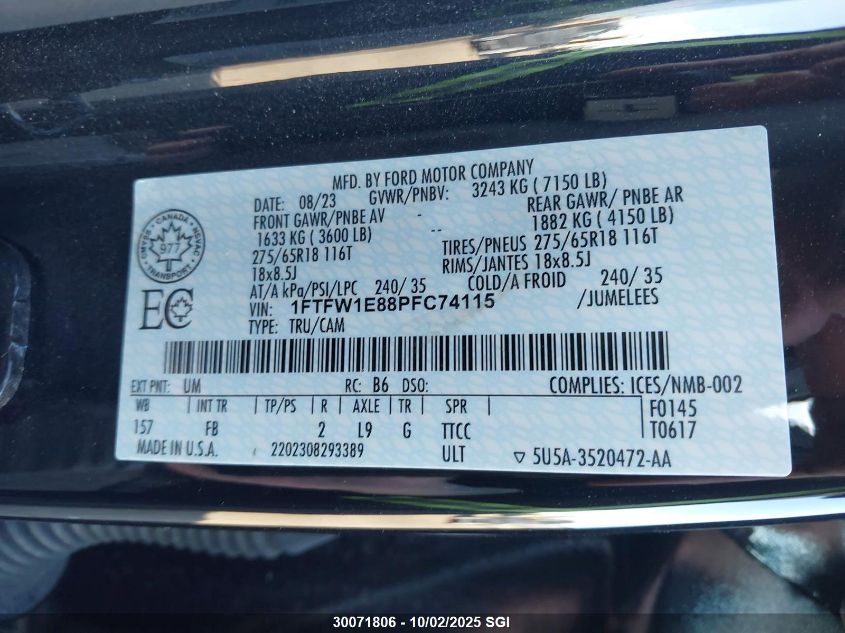 MFD. BY FORD MOTOR COMPANY
DATE: 08/23 GVWR/PNBV: 3243 KG ( 7150 LB)
FRONT GAWR/PNBE AV - REAR GAWR/ PNBE AR
1633 KG ( 3600 LB) -- 1882 KG ( 4150 LB)
275/65R18 116T TIRES/PNEUS 275/65R18 116T
18x8.5J RIMS/JANTES 18x8.5J
AT/A kPa/PSI/LPC 240/ 35 COLD/A FROID 240/ 35
VIN: 1FTFW1E88PFC74115 /JUMELEES
TYPE: TRU/CAM
CANADA
977
TRANSPORT
EC
EXT PNT: UM RC: B6 DSO: COMPLIES: ICES/NMB-002
WB INT TR TP/PS R AXLE TR SPR F0145
157 FB 2 L9 G TTCC T0617
MADE IN U.S.A. 2202308293389 ULT ▽ 5U5A-3520472-AA
30071806 - 10/02/2025 SGI